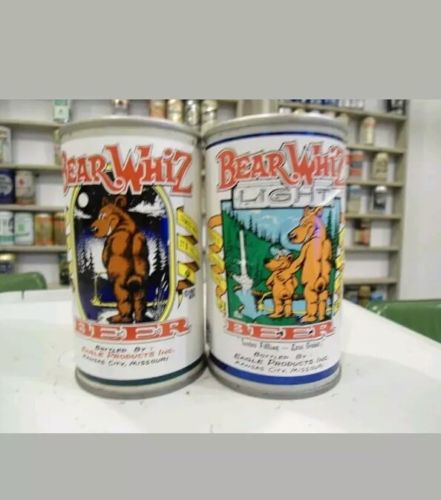 BEAR WHIZ
BEER
BOTTLED BY:
EAGLE PRODUCTS INC.
KANSAS CITY, MISSOURI
BEAR WHIZ
LIGHT
BEER
BOTTLED BY:
EAGLE PRODUCTS INC.
KANSAS CITY, MISSOURI